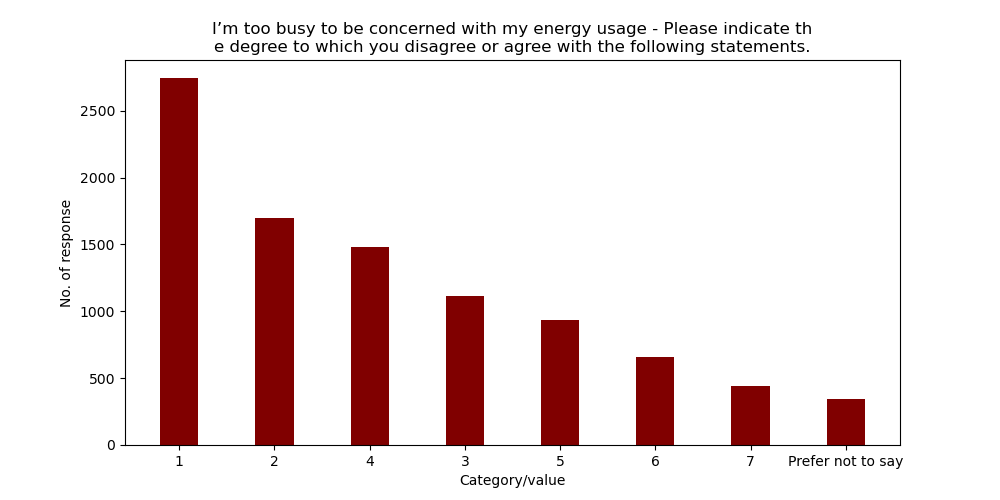 I’m too busy to be concerned with my energy usage - Please indicate th
e degree to which you disagree or agree with the following statements.
2500
2000
1500
1000
500
0
No. of response
1 2 4 3 5 6 7 Prefer not to say
Category/value